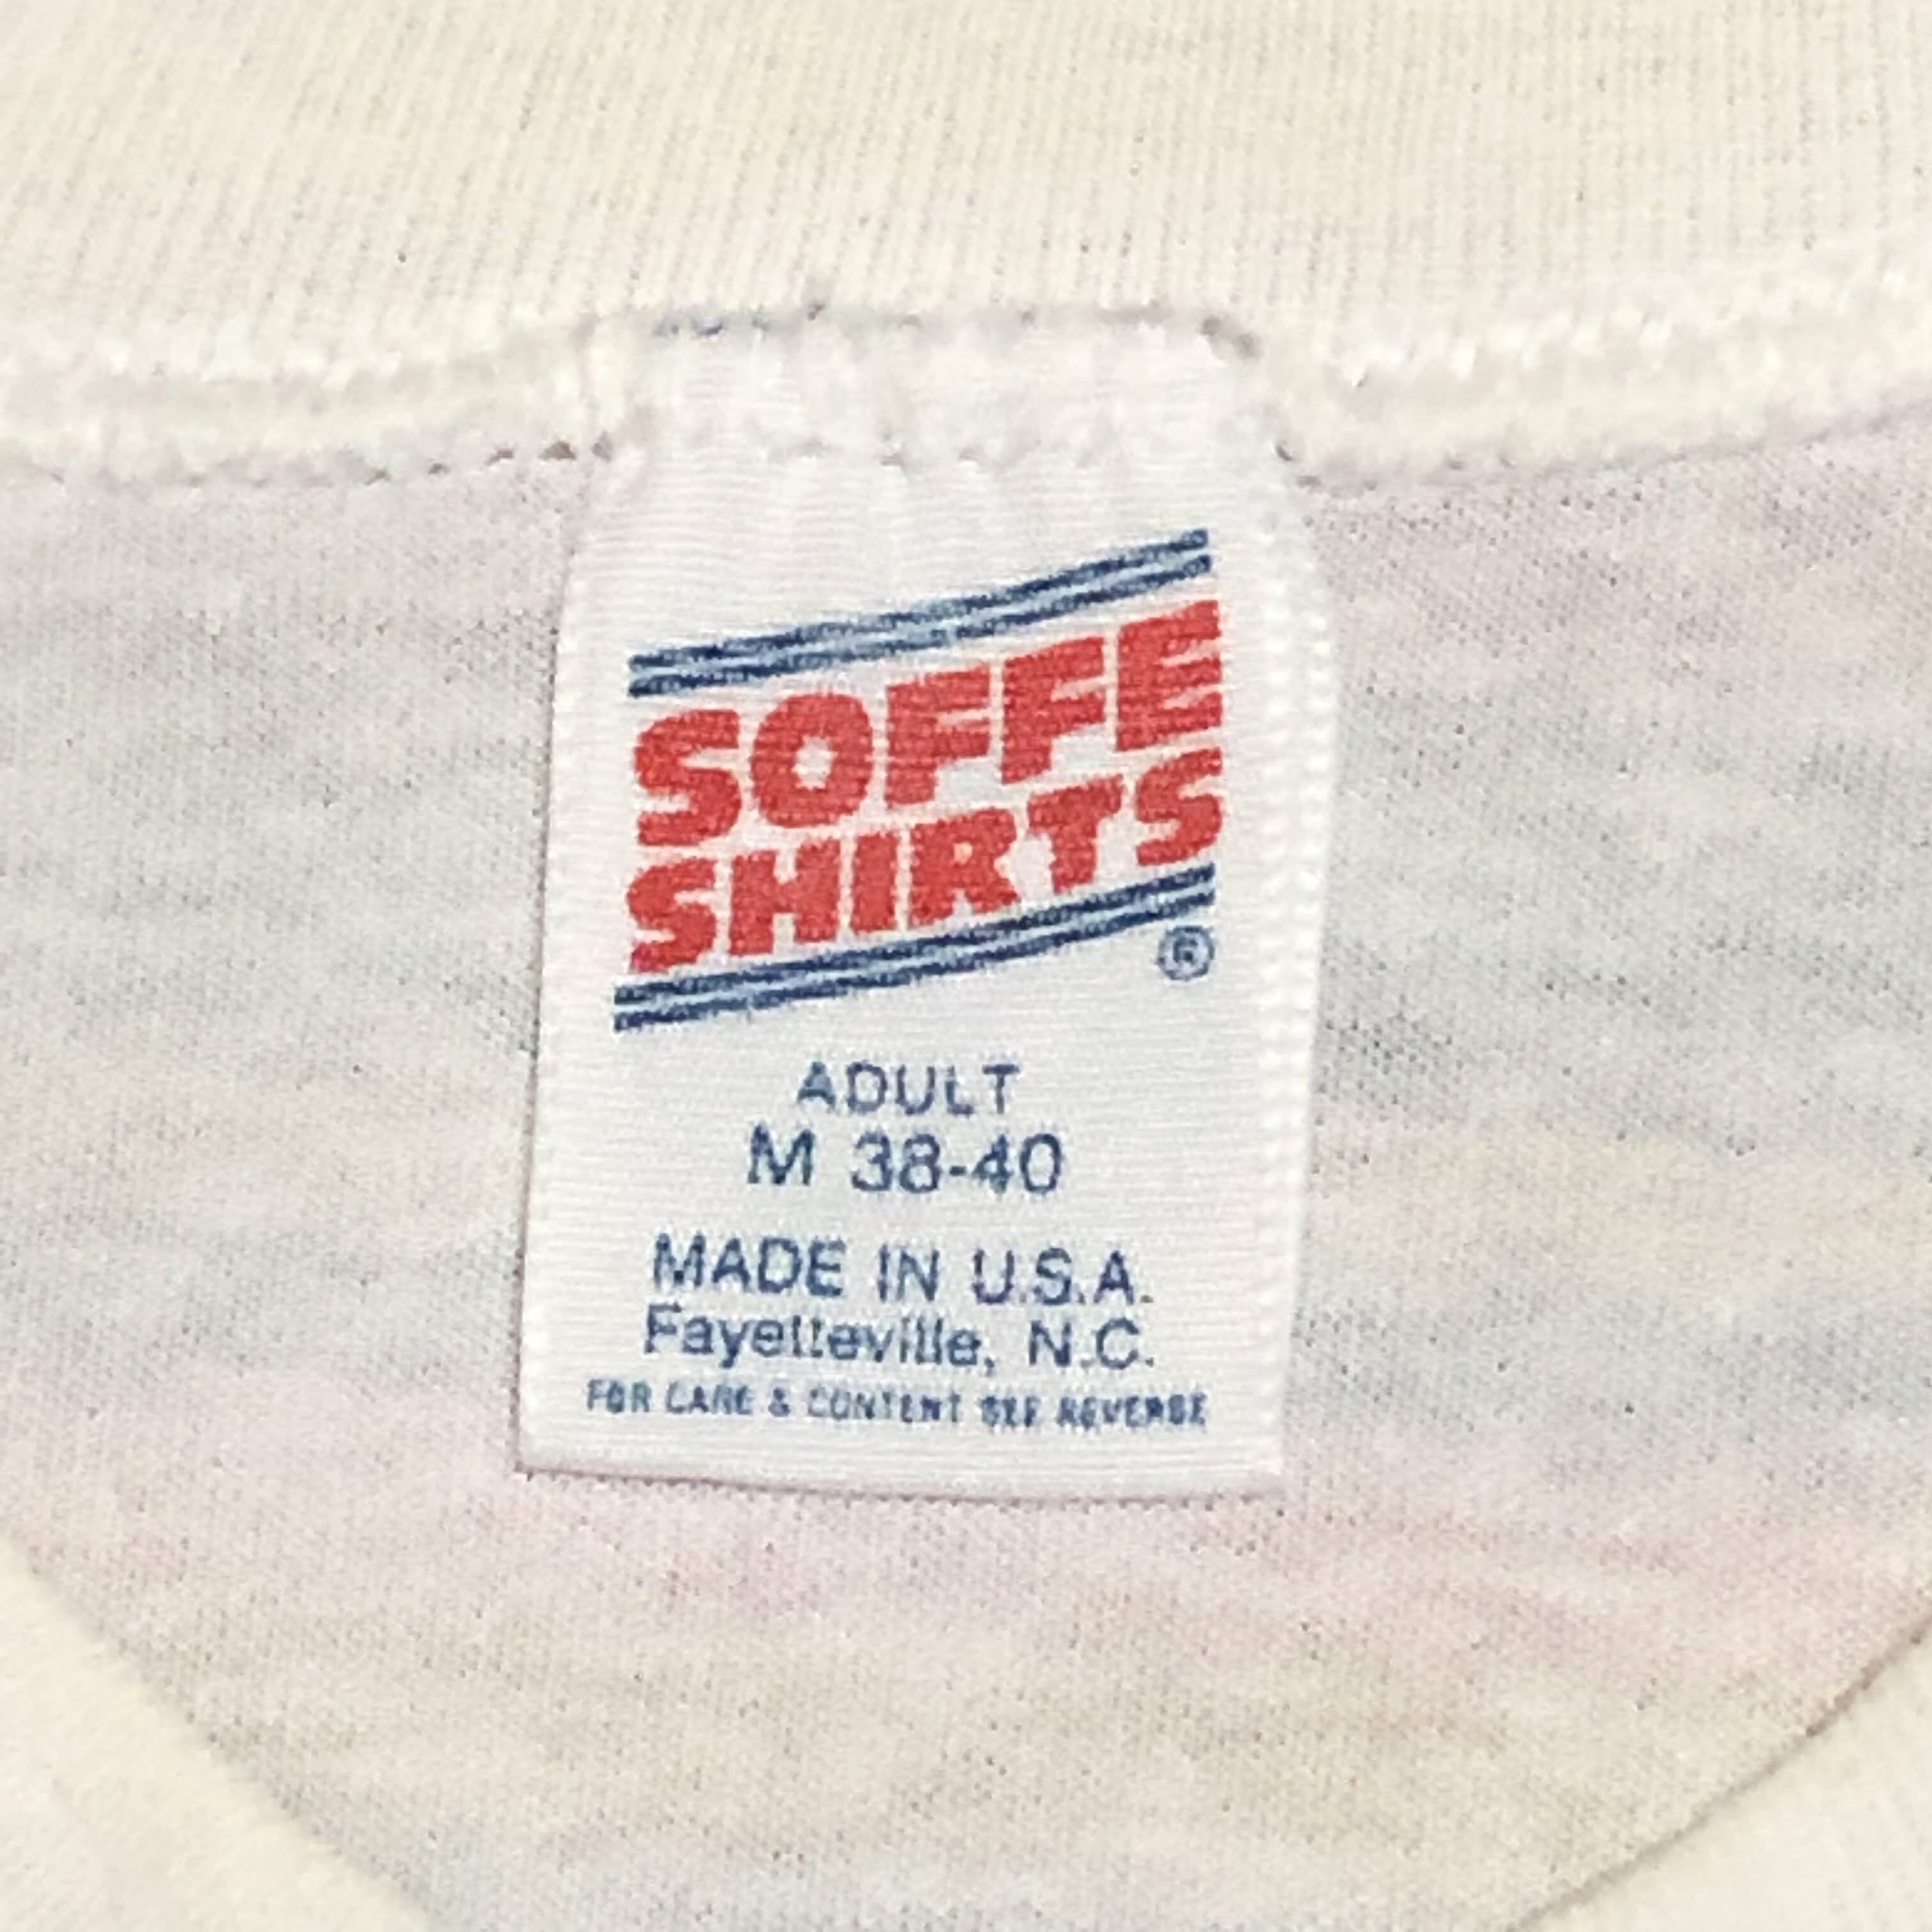 SOFFE
SHIRTS
®
ADULT
M 38-40
MADE IN U.S.A.
Fayetteville, N.C.
FOR CARE & CONTENT SEE REVERSE